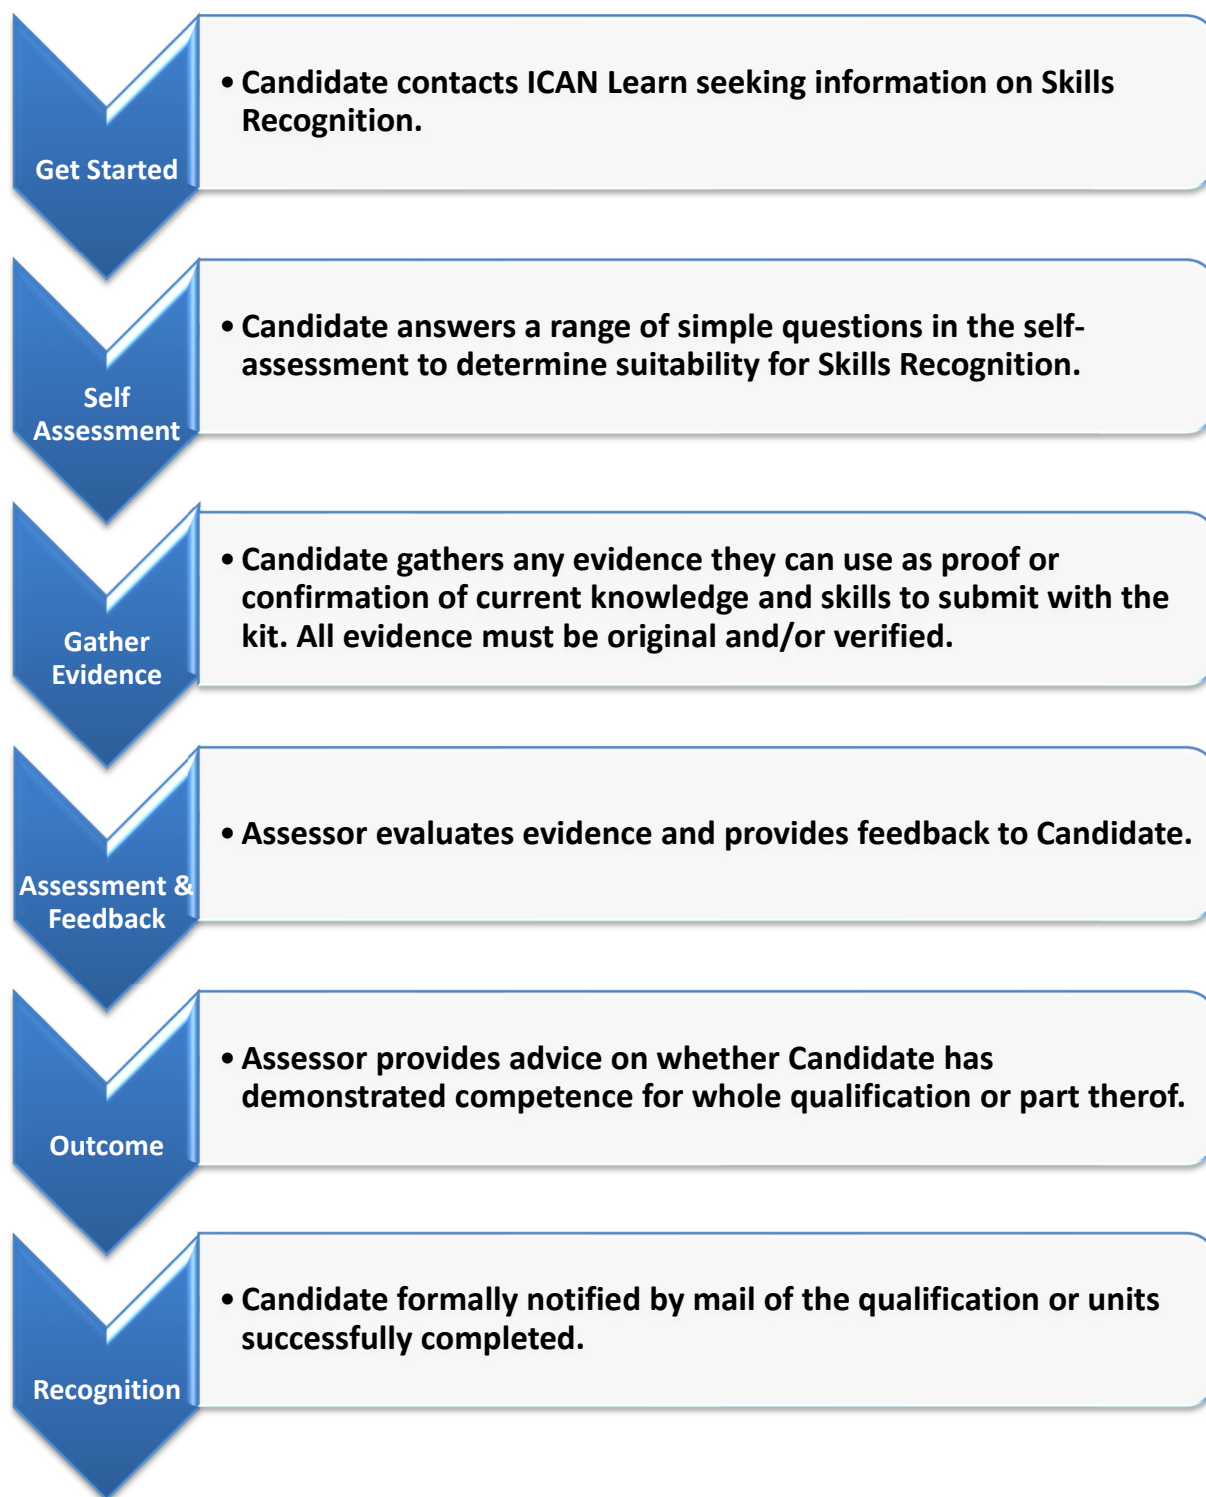 Get Started
• Candidate contacts ICAN Learn seeking information on Skills
Recognition.
Self
Assessment
• Candidate answers a range of simple questions in the self-
assessment to determine suitability for Skills Recognition.
Gather
Evidence
• Candidate gathers any evidence they can use as proof or
confirmation of current knowledge and skills to submit with the
kit. All evidence must be original and/or verified.
Assessment &
Feedback
• Assessor evaluates evidence and provides feedback to Candidate.
Outcome
• Assessor provides advice on whether Candidate has
demonstrated competence for whole qualification or part therof.
Recognition
• Candidate formally notified by mail of the qualification or units
successfully completed.